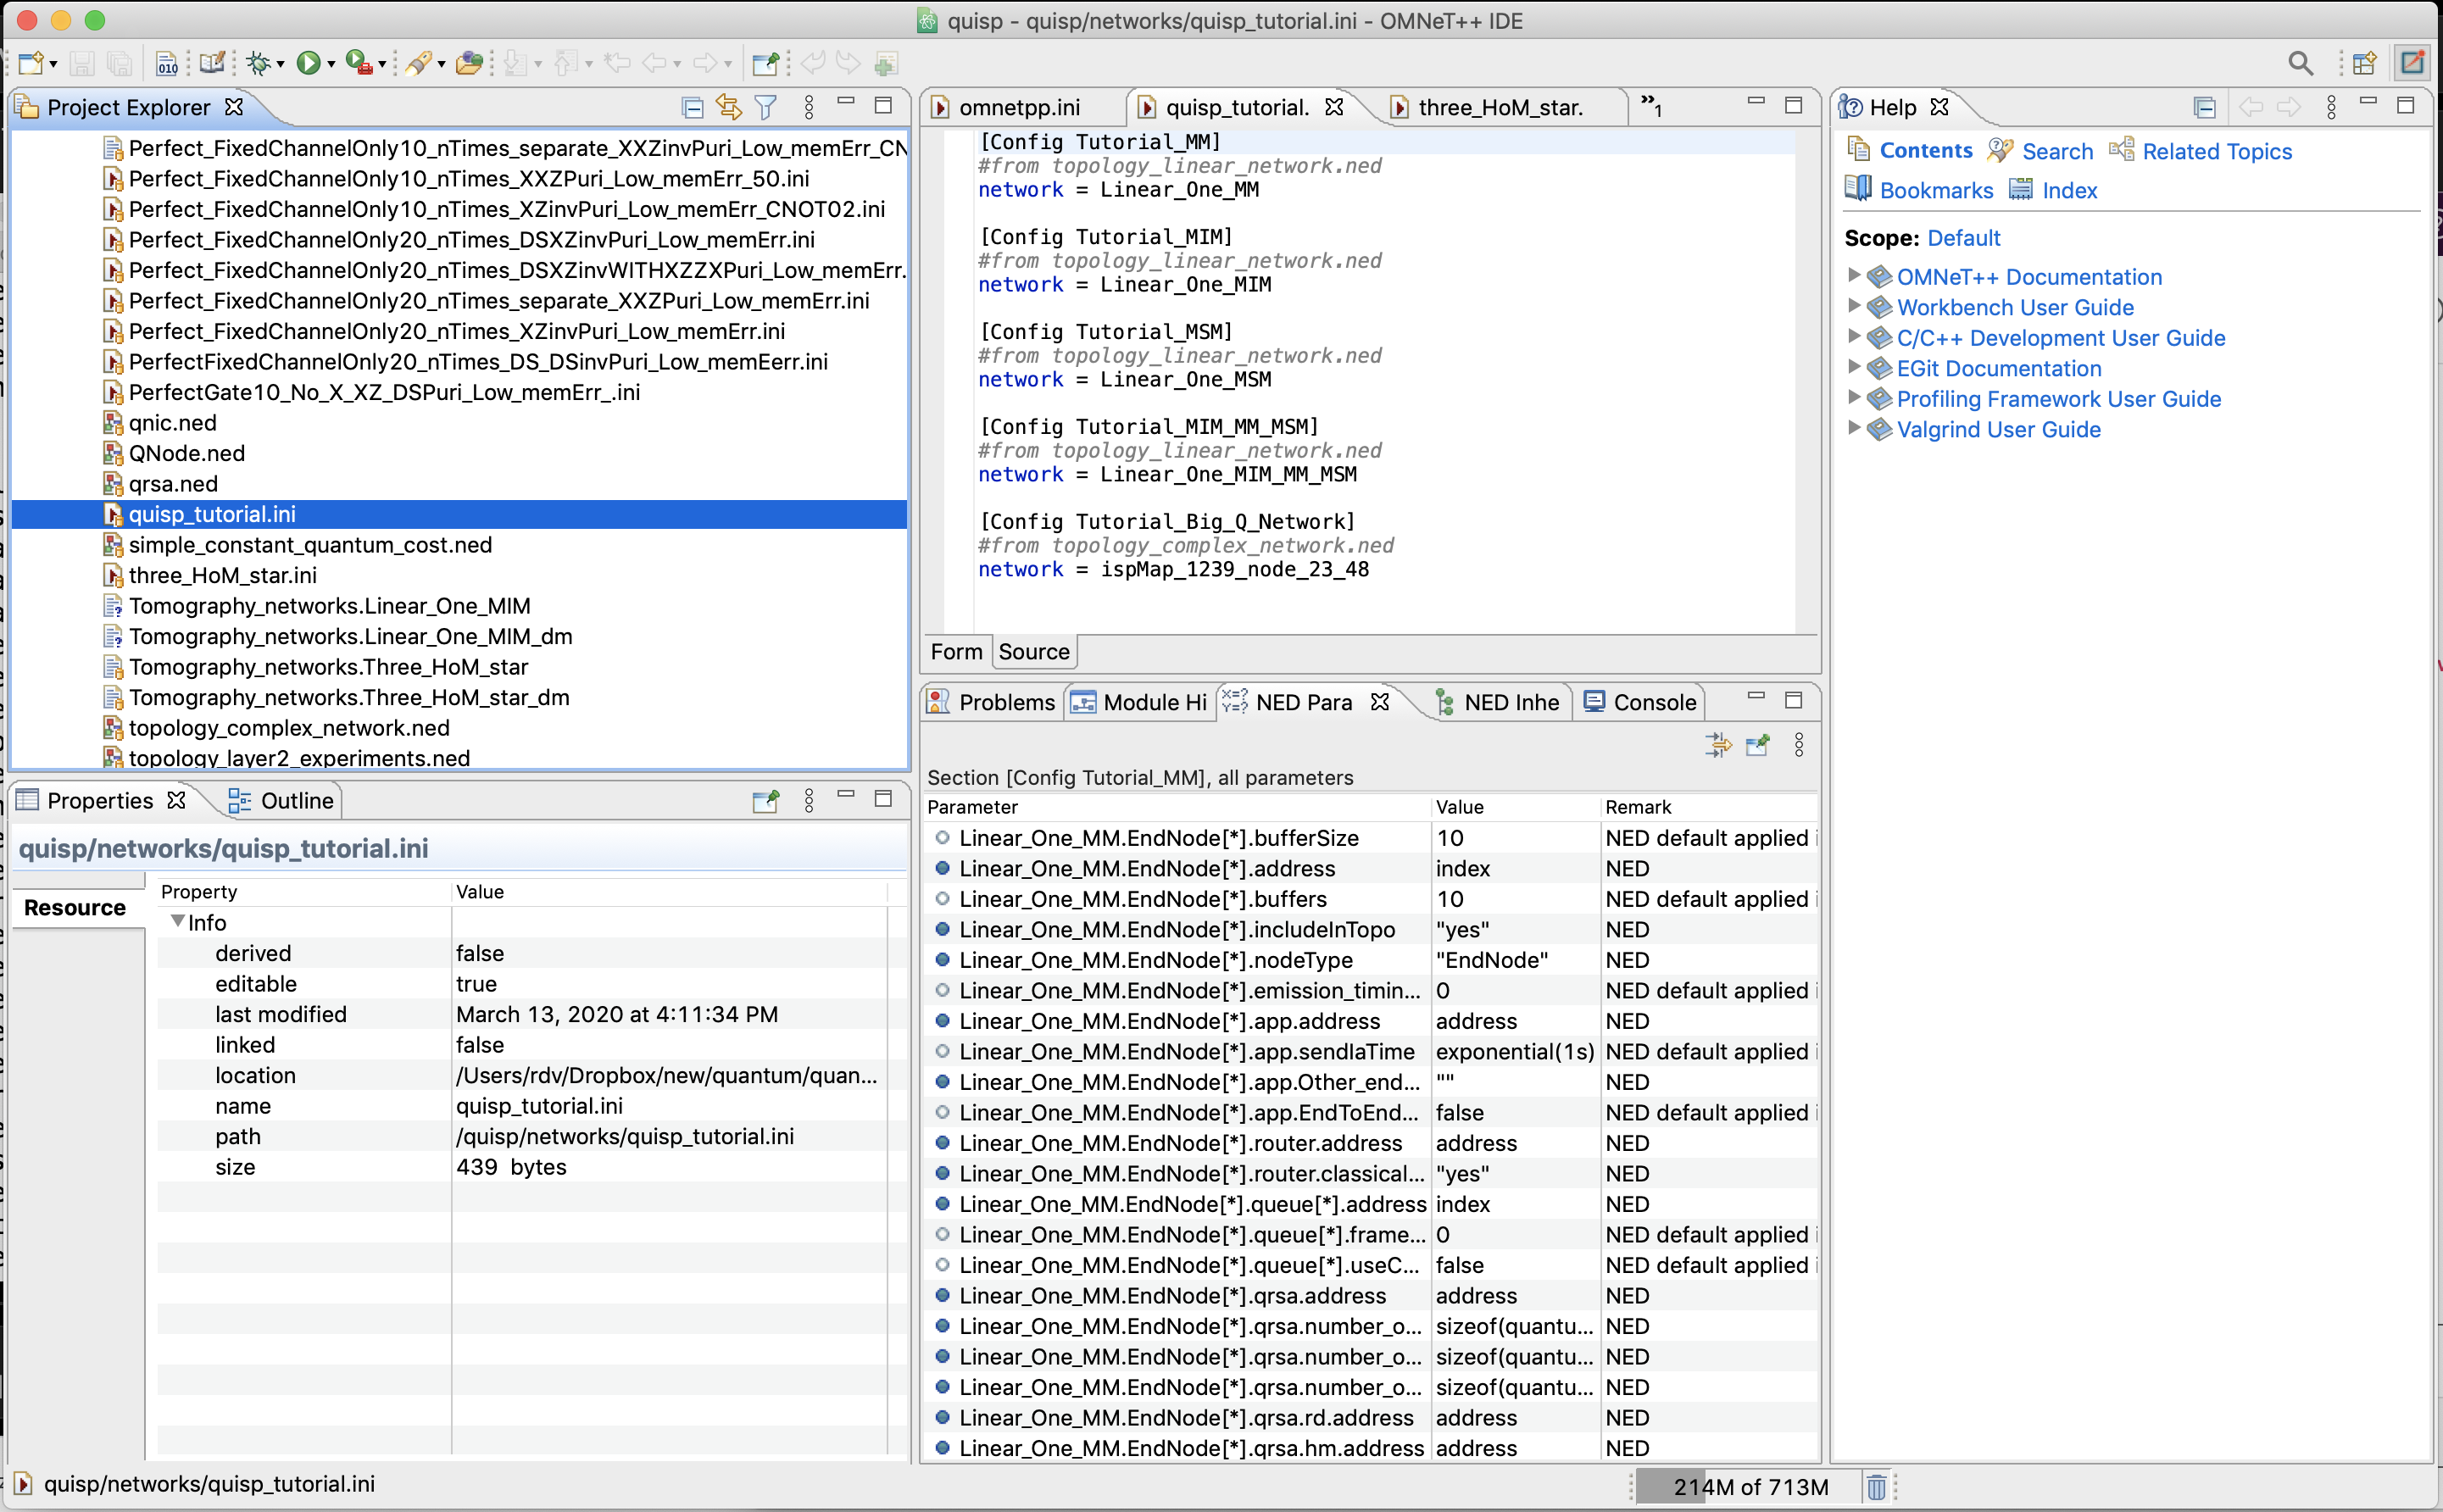 quisp - quisp/networks/quisp_tutorial.ini - OMNeT++ IDE
010
Project Explorer
Perfect_FixedChannelOnly10_nTimes_separate_XXZinvPuri_Low_memErr_CN
Perfect_FixedChannelOnly10_nTimes_XXZPuri_Low_memErr_50.ini
Perfect_FixedChannelOnly10_nTimes_XZinvPuri_Low_memErr_CNOT02.ini
Perfect_FixedChannelOnly20_nTimes_DSXZinvPuri_Low_memErr.ini
Perfect_FixedChannelOnly20_nTimes_DSXZinvWITHXZZXPuri_Low_memErr.
Perfect_FixedChannelOnly20_nTimes_separate_XXZPuri_Low_memErr.ini
Perfect_FixedChannelOnly20_nTimes_XZinvPuri_Low_memErr.ini
PerfectFixedChannelOnly20_nTimes_DS_DSinvPuri_Low_memEerr.ini
PerfectGate10_No_X_XZ_DSPuri_Low_memErr_.ini
qnic.ned
QNode.ned
qrsa.ned
quisp_tutorial.ini
simple_constant_quantum_cost.ned
three_HoM_star.ini
Tomography_networks.Linear_One_MIM
Tomography_networks.Linear_One_MIM_dm
Tomography_networks.Three_HoM_star
Tomography_networks.Three_HoM_star_dm
topology_complex_network.ned
topology_layer2_experiments.ned
Properties
Outline
quisp/networks/quisp_tutorial.ini
Resource
Property Value
Info
derived false
editable true
last modified March 13, 2020 at 4:11:34 PM
linked false
location /Users/rdv/Dropbox/new/quantum/quan...
name quisp_tutorial.ini
path /quisp/networks/quisp_tutorial.ini
size 439 bytes
omnetpp.ini
quisp_tutorial.
three_HoM_star.
»1
[Config Tutorial_MM]
#from topology_linear_network.ned
network = Linear_One_MM
[Config Tutorial_MIM]
#from topology_linear_network.ned
network = Linear_One_MIM
[Config Tutorial_MSM]
#from topology_linear_network.ned
network = Linear_One_MSM
[Config Tutorial_MIM_MM_MSM]
#from topology_linear_network.ned
network = Linear_One_MIM_MM_MSM
[Config Tutorial_Big_Q_Network]
#from topology_complex_network.ned
network = ispMap_1239_node_23_48
Form Source
Problems
Module Hi
NED Para
NED Inhe
Console
Section [Config Tutorial_MM], all parameters
Parameter Value Remark
Linear_One_MM.EndNode[*].bufferSize 10 NED default applied i
Linear_One_MM.EndNode[*].address index NED
Linear_One_MM.EndNode[*].buffers 10 NED default applied i
Linear_One_MM.EndNode[*].includeInTopo "yes" NED
Linear_One_MM.EndNode[*].nodeType "EndNode" NED
Linear_One_MM.EndNode[*].emission_timin... 0 NED default applied i
Linear_One_MM.EndNode[*].app.address address NED
Linear_One_MM.EndNode[*].app.sendIaTime exponential(1s) NED default applied i
Linear_One_MM.EndNode[*].app.Other_end... "" NED
Linear_One_MM.EndNode[*].app.EndToEnd... false NED default applied i
Linear_One_MM.EndNode[*].router.address address NED
Linear_One_MM.EndNode[*].router.classical... "yes" NED
Linear_One_MM.EndNode[*].queue[*].address index NED
Linear_One_MM.EndNode[*].queue[*].frame... 0 NED default applied i
Linear_One_MM.EndNode[*].queue[*].useC... false NED default applied i
Linear_One_MM.EndNode[*].qrsa.address address NED
Linear_One_MM.EndNode[*].qrsa.number_o... sizeof(quantu... NED
Linear_One_MM.EndNode[*].qrsa.number_o... sizeof(quantu... NED
Linear_One_MM.EndNode[*].qrsa.number_o... sizeof(quantu... NED
Linear_One_MM.EndNode[*].qrsa.rd.address address NED
Linear_One_MM.EndNode[*].qrsa.hm.address address NED
Help
Contents Search Related Topics
Bookmarks Index
Scope: Default
OMNeT++ Documentation
Workbench User Guide
C/C++ Development User Guide
EGit Documentation
Profiling Framework User Guide
Valgrind User Guide
quisp/networks/quisp_tutorial.ini
214M of 713M